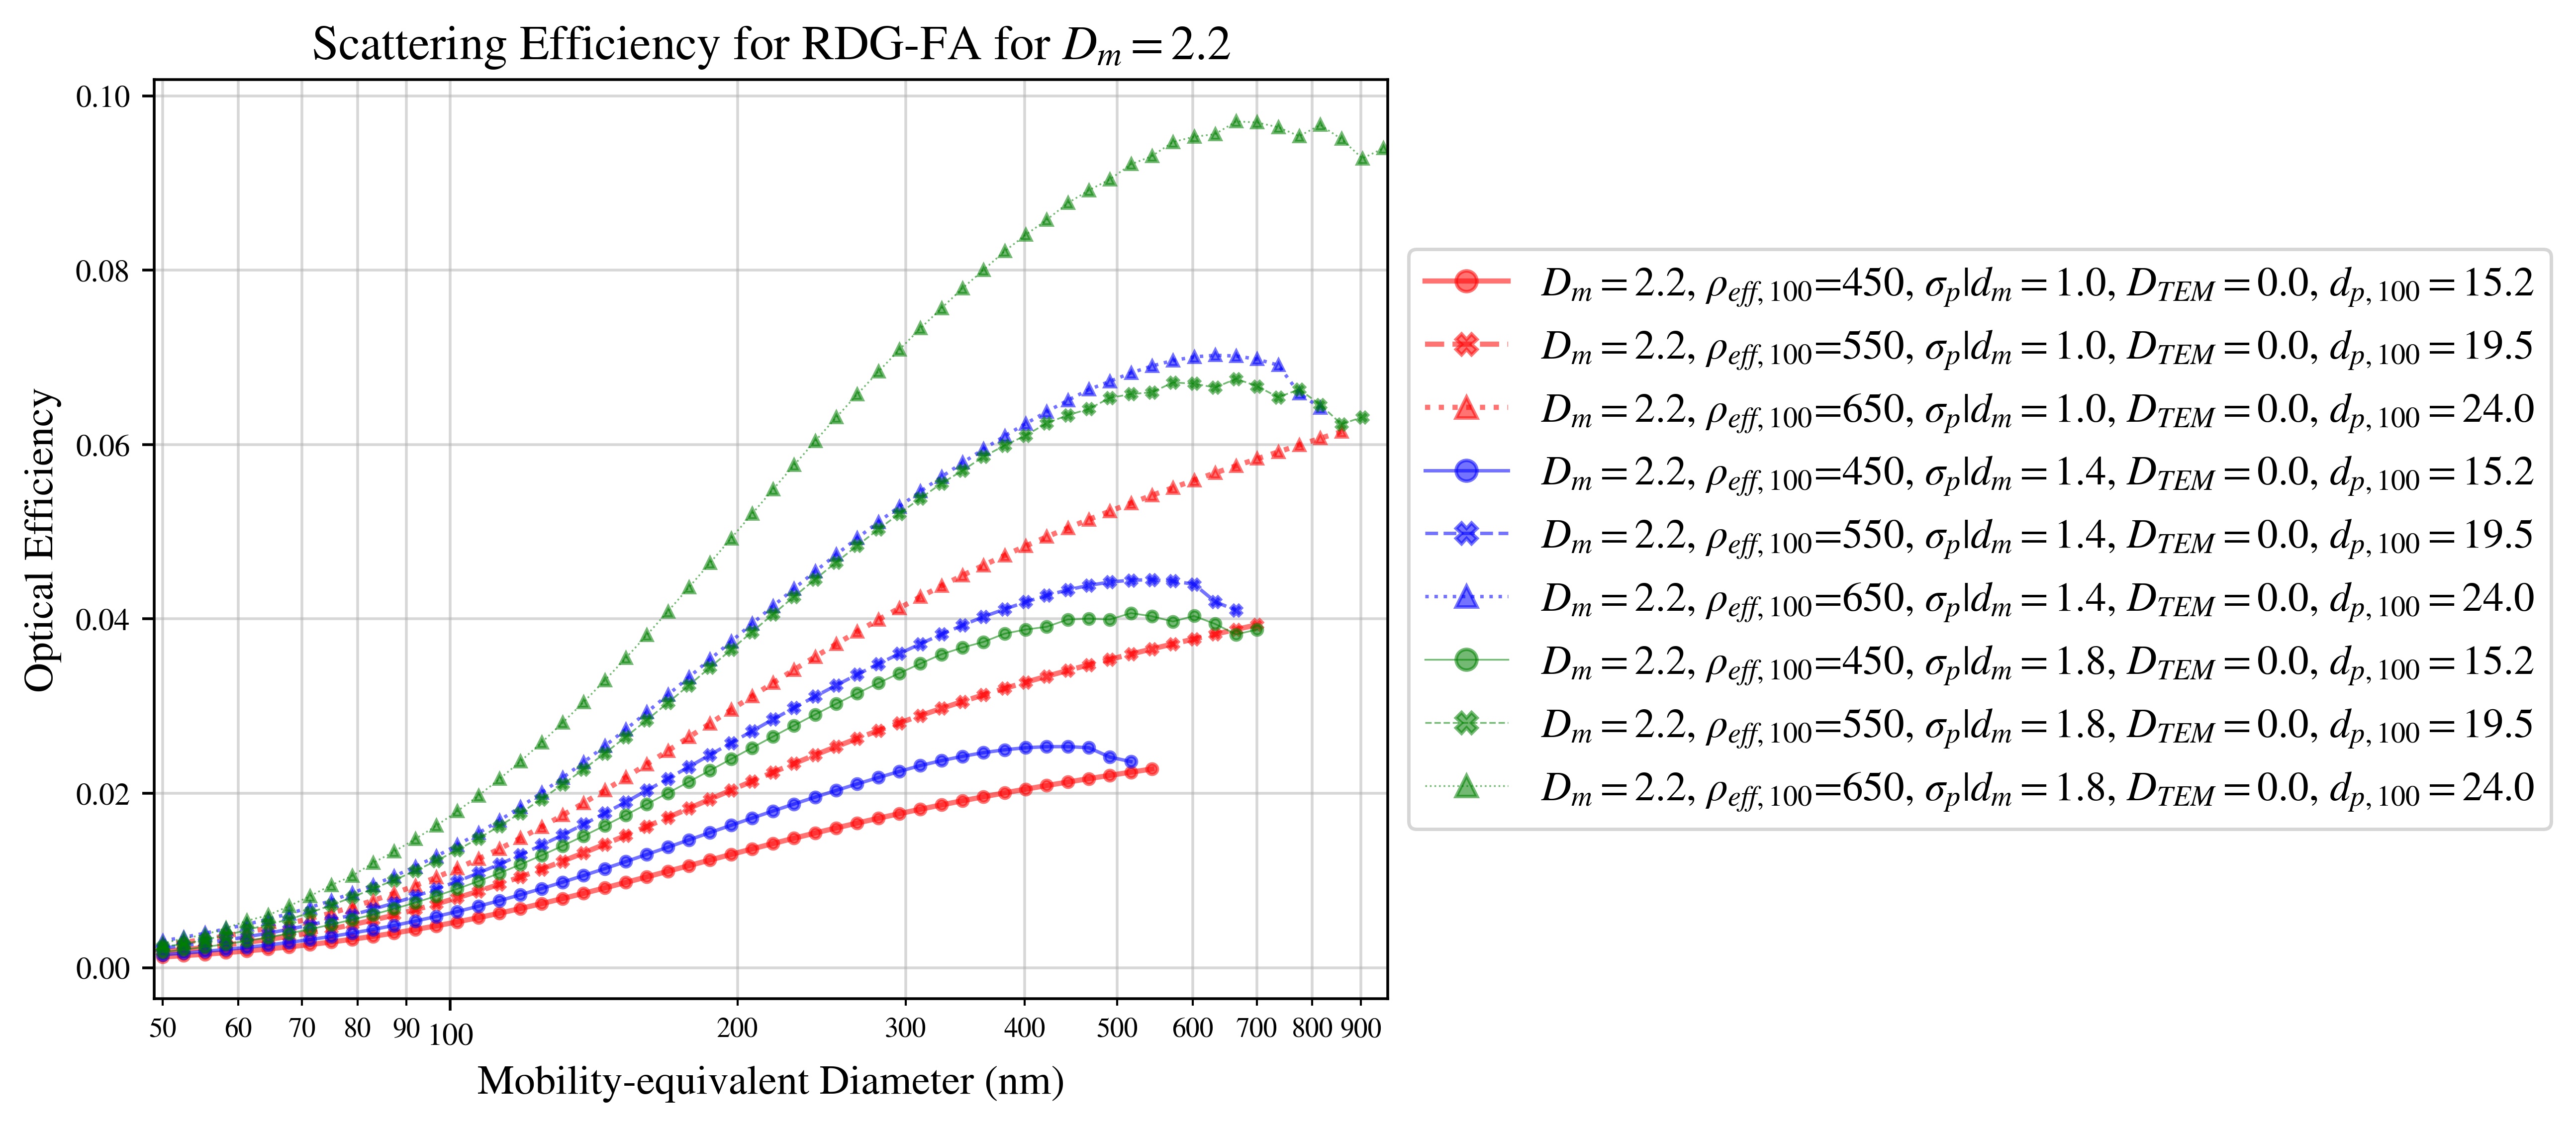 Scattering Efficiency for RDG-FA for D_m = 2.2
Optical Efficiency
0.10
0.08
0.06
0.04
0.02
0.00
50 60 70 80 90 100 200 300 400 500 600 700 800 900
Mobility-equivalent Diameter (nm)
D_m = 2.2, ρ_eff,100=450, σ_p|d_m = 1.0, D_TEM = 0.0, d_p,100 = 15.2
D_m = 2.2, ρ_eff,100=550, σ_p|d_m = 1.0, D_TEM = 0.0, d_p,100 = 19.5
D_m = 2.2, ρ_eff,100=650, σ_p|d_m = 1.0, D_TEM = 0.0, d_p,100 = 24.0
D_m = 2.2, ρ_eff,100=450, σ_p|d_m = 1.4, D_TEM = 0.0, d_p,100 = 15.2
D_m = 2.2, ρ_eff,100=550, σ_p|d_m = 1.4, D_TEM = 0.0, d_p,100 = 19.5
D_m = 2.2, ρ_eff,100=650, σ_p|d_m = 1.4, D_TEM = 0.0, d_p,100 = 24.0
D_m = 2.2, ρ_eff,100=450, σ_p|d_m = 1.8, D_TEM = 0.0, d_p,100 = 15.2
D_m = 2.2, ρ_eff,100=550, σ_p|d_m = 1.8, D_TEM = 0.0, d_p,100 = 19.5
D_m = 2.2, ρ_eff,100=650, σ_p|d_m = 1.8, D_TEM = 0.0, d_p,100 = 24.0